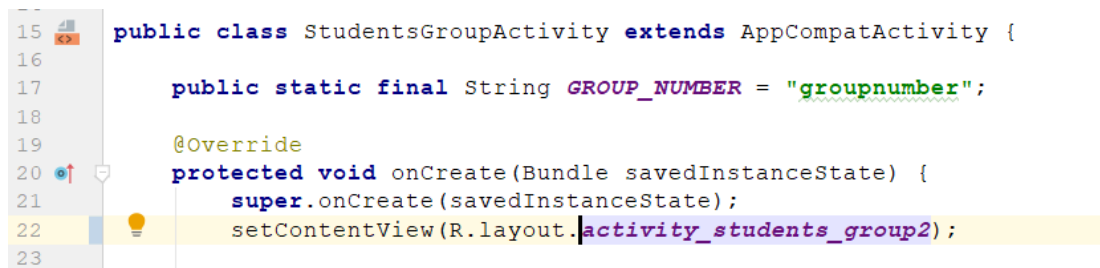 15 public class StudentsGroupActivity extends AppCompatActivity {
16
17 public static final String GROUP_NUMBER = "groupnumber";
18
19 @Override
20 protected void onCreate(Bundle savedInstanceState) {
21 super.onCreate(savedInstanceState);
22 setContentView(R.layout.activity_students_group2);
23